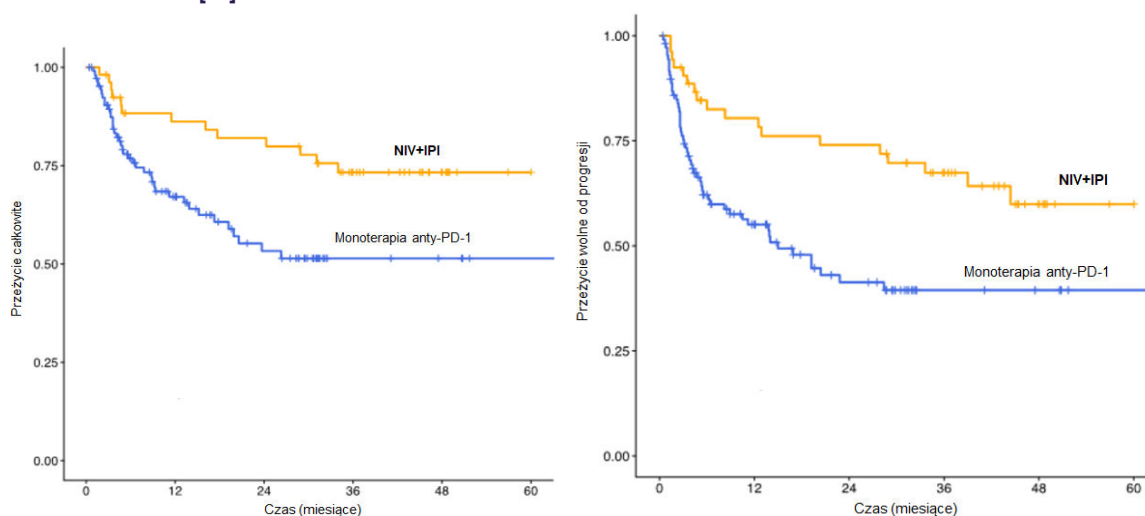 1.00
0.75
0.50
0.25
0.00
Przeżycie całkowite
NIV+IPI
Monoterapia anty-PD-1
0
12
24
36
48
60
Czas (miesiące)
1.00
0.75
0.50
0.25
0.00
Przeżycie wolne od progresji
NIV+IPI
Monoterapia anty-PD-1
0
12
24
36
48
60
Czas (miesiące)